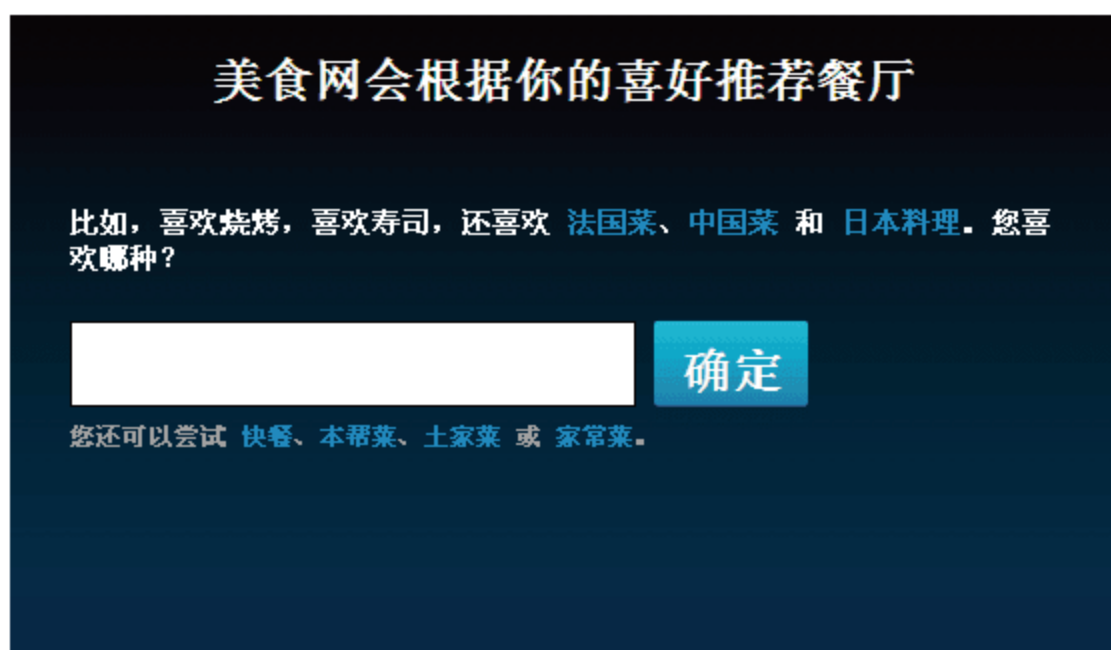 美食网会根据你的喜好推荐餐厅
比如，喜欢烧烤，喜欢寿司，还喜欢 法国菜、中国菜 和 日本料理。您喜
欢哪种？
确定
您还可以尝试 快餐、本帮菜、土家菜 或 家常菜。